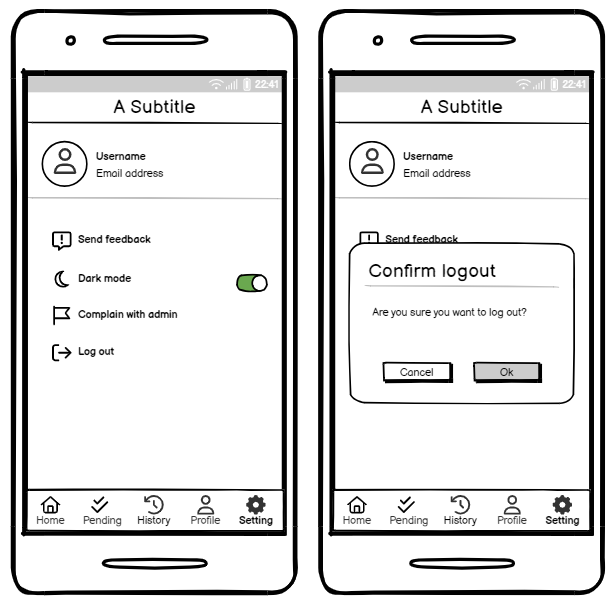 22:41
A Subtitle
Username
Email address
Send feedback
Dark mode
Complain with admin
Log out
Home Pending History Profile Setting
22:41
A Subtitle
Username
Email address
Send feedback
Confirm logout
Are you sure you want to log out?
Cancel Ok
Home Pending History Profile Setting